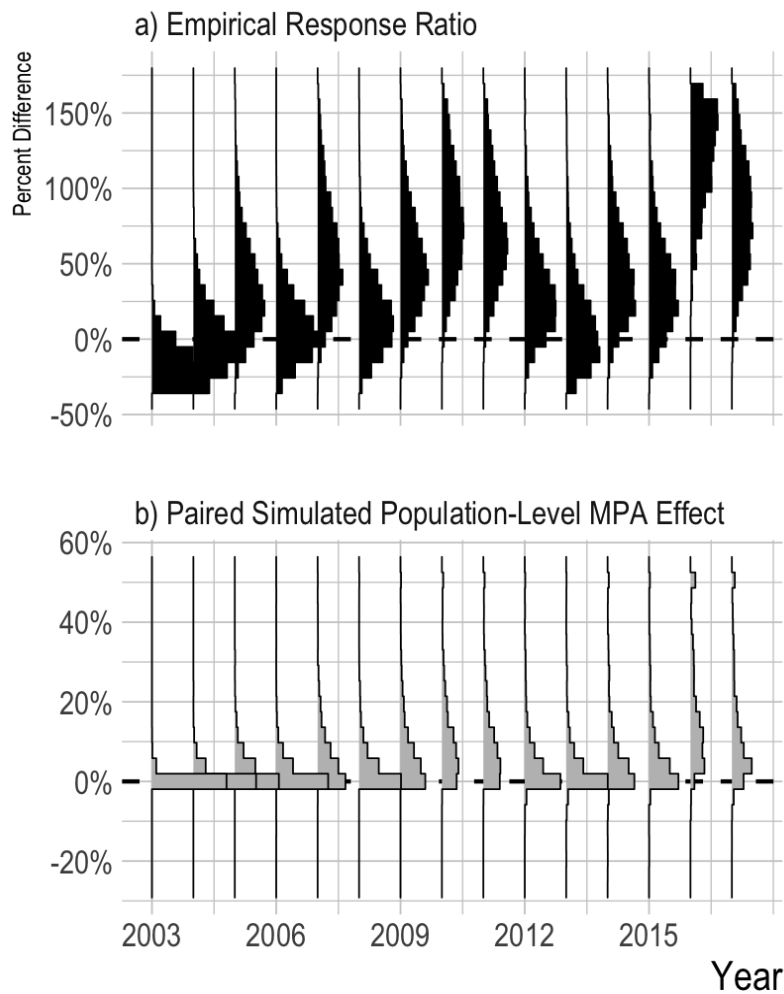 a) Empirical Response Ratio
Percent Difference
150%
100%
50%
0%
-50%
b) Paired Simulated Population-Level MPA Effect
60%
40%
20%
0%
-20%
2003 2006 2009 2012 2015
Year